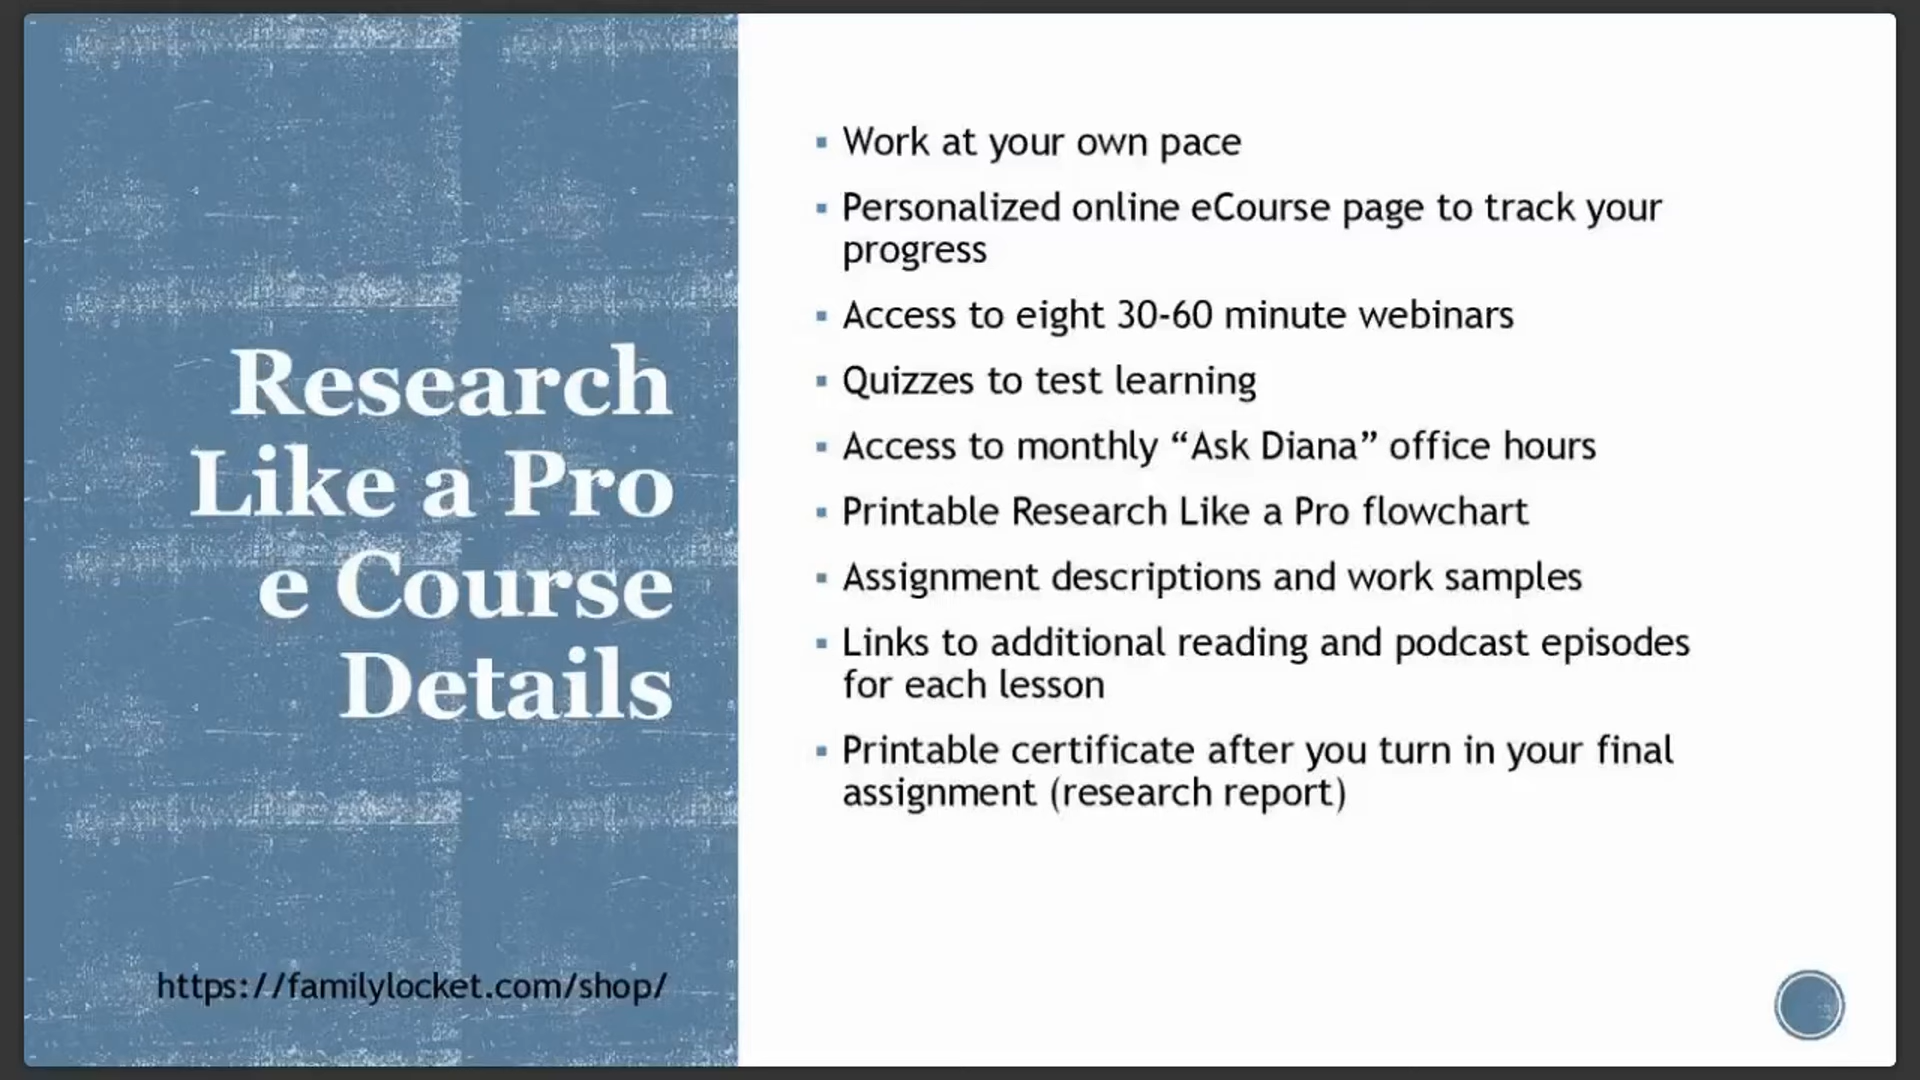 Research
Like a Pro
e Course
Details
https://familylocket.com/shop/
Work at your own pace
Personalized online eCourse page to track your
progress
Access to eight 30-60 minute webinars
Quizzes to test learning
Access to monthly “Ask Diana” office hours
Printable Research Like a Pro flowchart
Assignment descriptions and work samples
Links to additional reading and podcast episodes
for each lesson
Printable certificate after you turn in your final
assignment (research report)